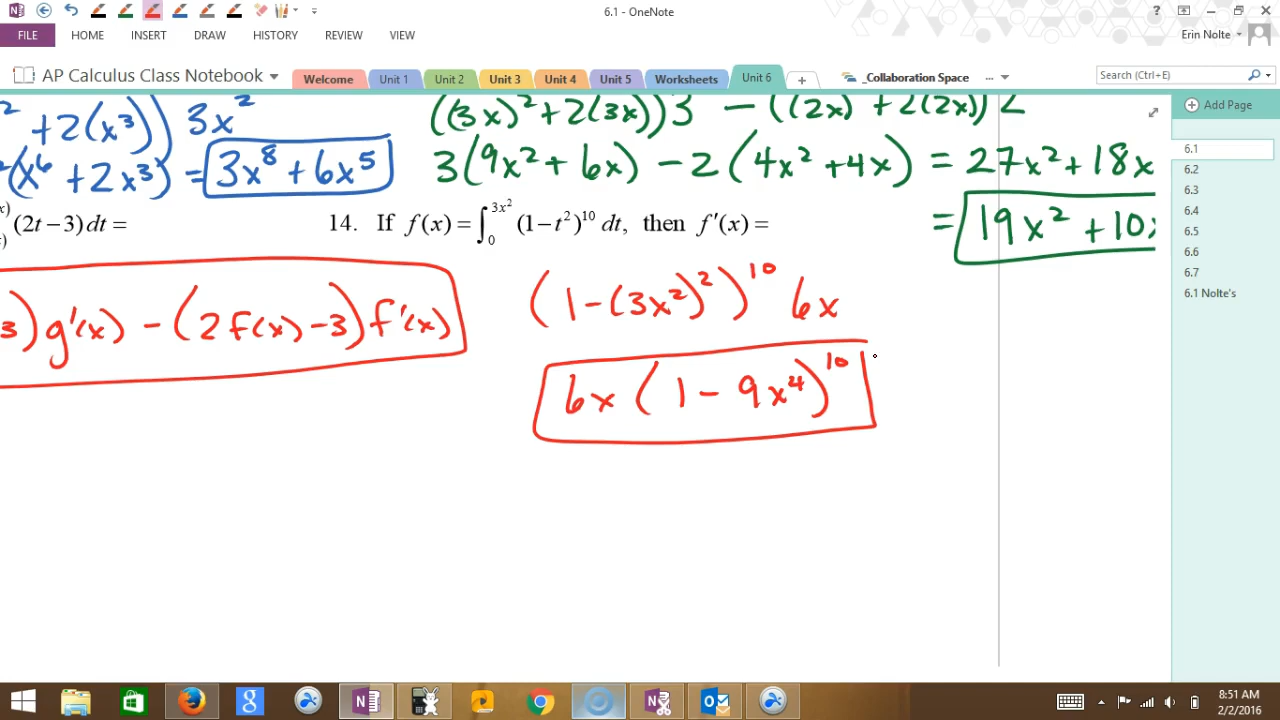 6.1 - OneNote
Erin Nolte
FILE HOME INSERT DRAW HISTORY REVIEW VIEW
AP Calculus Class Notebook Welcome Unit 1 Unit 2 Unit 3 Unit 4 Unit 5 Worksheets Unit 6 _Collaboration Space ... Search (Ctrl+E)
Add Page
6.1
6.2
6.3
6.4
6.5
6.6
6.7
6.1 Nolte's
² + 2(x³)) 3x²
(x⁶ + 2x³) = 3x⁸ + 6x⁵
((3x)² + 2(3x)) 3 - ((2x) + 2(2x)) 2
3(9x² + 6x) - 2(4x² + 4x) = 27x² + 18x
= 19x² + 10x
(2t − 3) dt =
3) g'(x) - (2f(x) - 3) f'(x)
14. If f(x) = ∫₀^{3x²} (1 − t²)¹⁰ dt, then f′(x) =
(1 - (3x²)²)¹⁰ 6x
6x (1 - 9x⁴)¹⁰
8:51 AM
2/2/2016